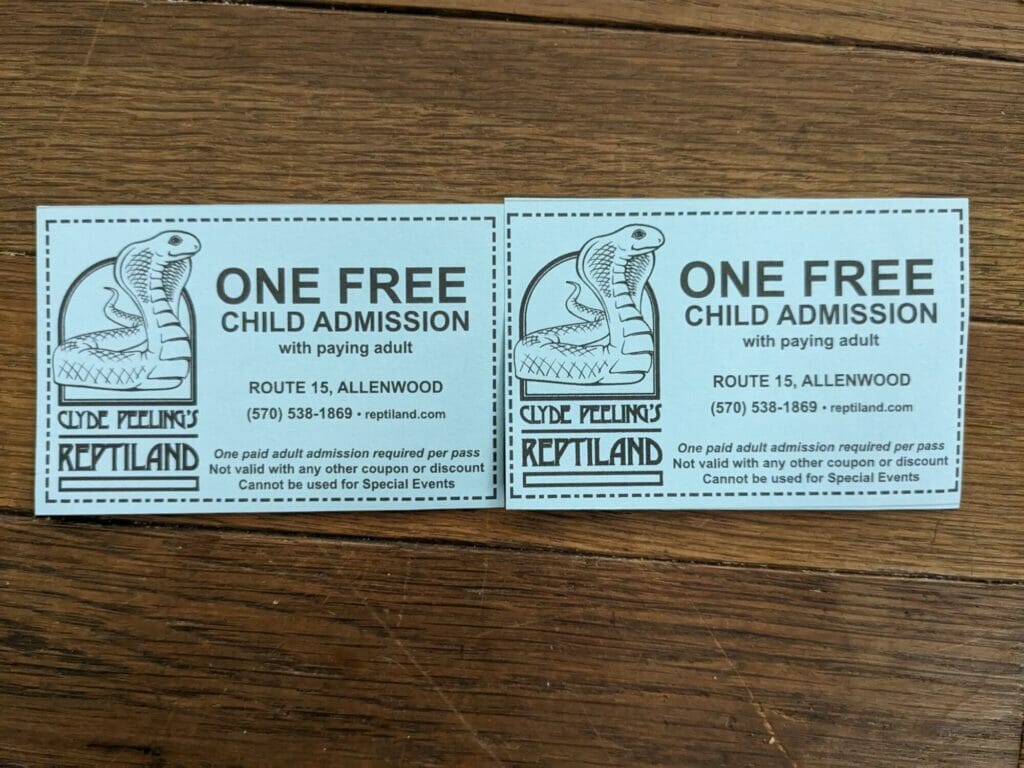 ONE FREE
CHILD ADMISSION
with paying adult
ROUTE 15, ALLENWOOD
(570) 538-1869 • reptiland.com
CLYDE PEELING'S
REPTILAND
One paid adult admission required per pass
Not valid with any other coupon or discount
Cannot be used for Special Events
ONE FREE
CHILD ADMISSION
with paying adult
ROUTE 15, ALLENWOOD
(570) 538-1869 • reptiland.com
CLYDE PEELING'S
REPTILAND
One paid adult admission required per pass
Not valid with any other coupon or discount
Cannot be used for Special Events